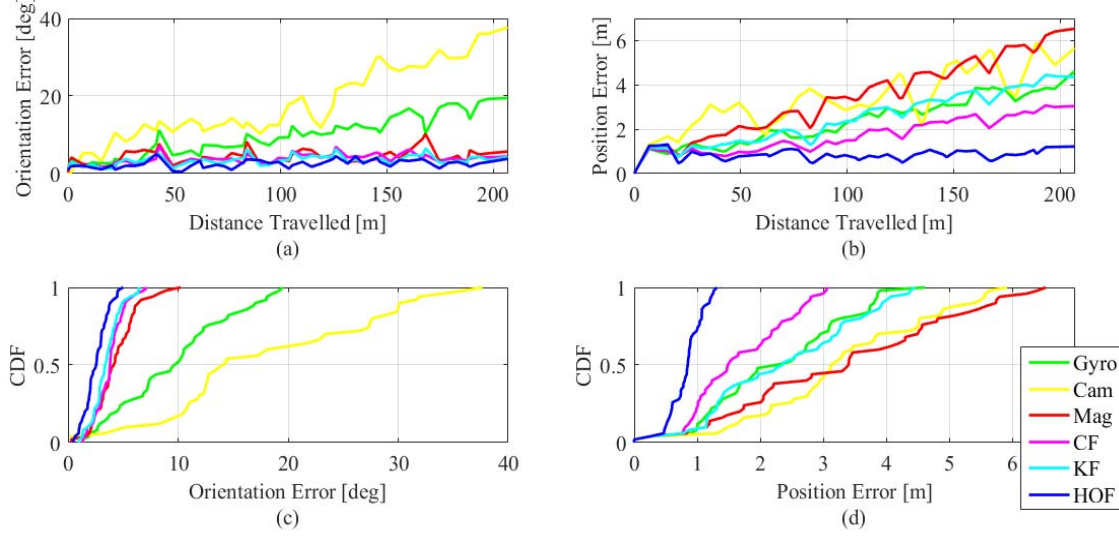 40
20
0
0
50
100
150
200
Orientation Error [deg]
Distance Travelled [m]
(a)
6
4
2
0
0
50
100
150
200
Position Error [m]
Distance Travelled [m]
(b)
1
0.5
0
0
10
20
30
40
CDF
Orientation Error [deg]
(c)
1
0.5
0
0
1
2
3
4
5
6
CDF
Position Error [m]
(d)
Gyro
Cam
Mag
CF
KF
HOF